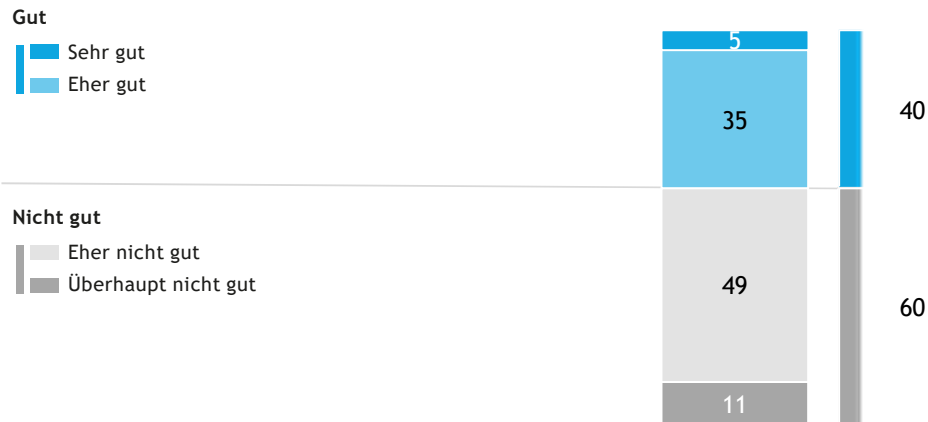 Gut
Sehr gut
Eher gut
5
35
40
Nicht gut
Eher nicht gut
Überhaupt nicht gut
49
60
11